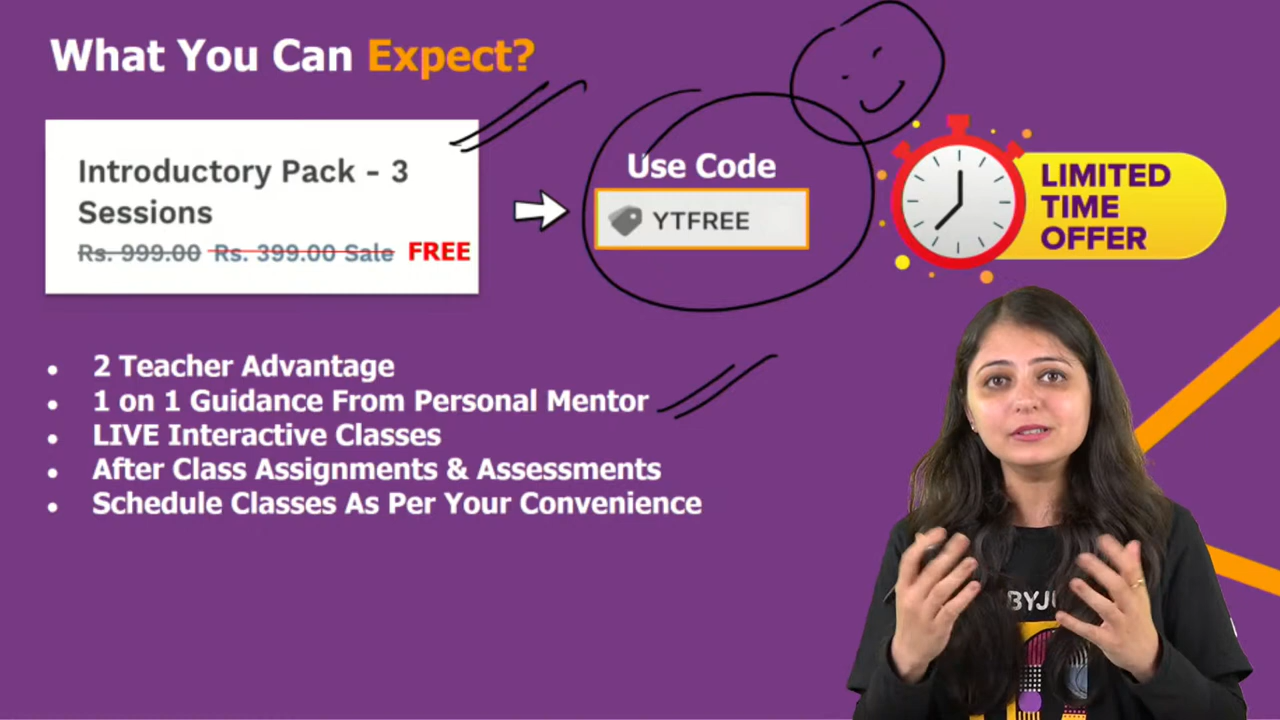 What You Can Expect?
Introductory Pack - 3
Sessions
Rs. 999.00 Rs. 399.00 Sale FREE
Use Code
YTFREE
LIMITED
TIME
OFFER
• 2 Teacher Advantage
• 1 on 1 Guidance From Personal Mentor
• LIVE Interactive Classes
• After Class Assignments & Assessments
• Schedule Classes As Per Your Convenience
BYJU